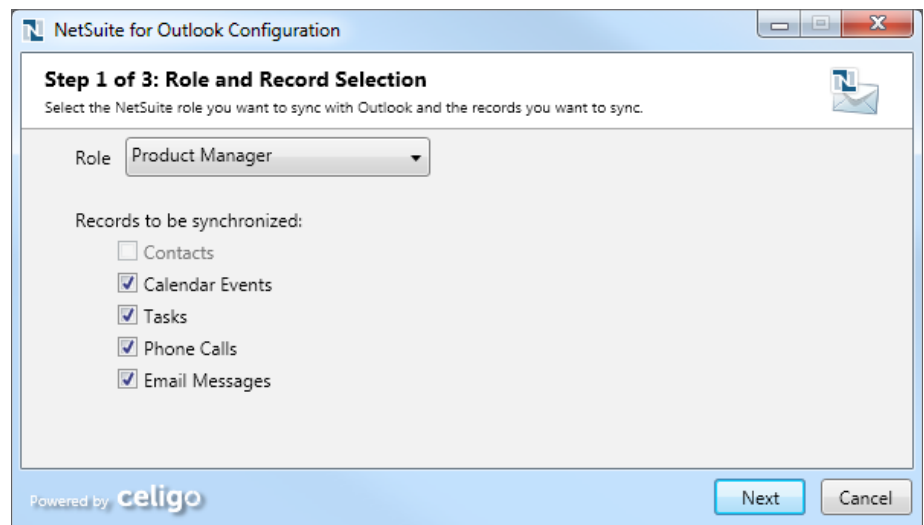 NetSuite for Outlook Configuration
Step 1 of 3: Role and Record Selection
Select the NetSuite role you want to sync with Outlook and the records you want to sync.
N
Role Product Manager
Records to be synchronized:
Contacts
Calendar Events
Tasks
Phone Calls
Email Messages
Powered by celigo Next Cancel